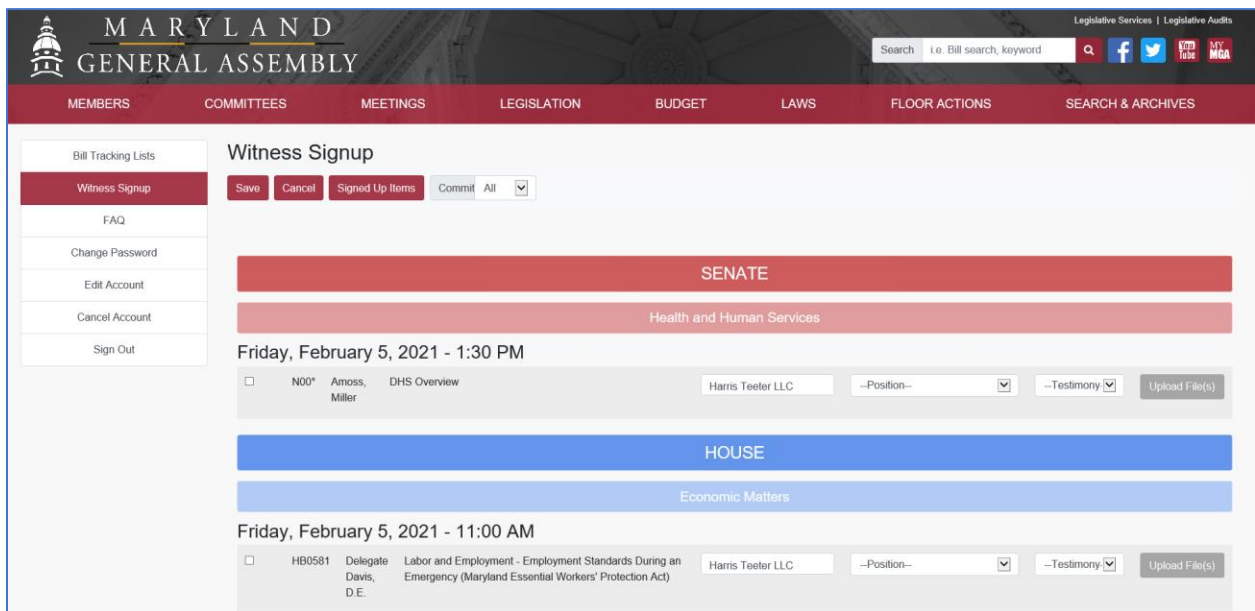 MARYLAND
GENERAL ASSEMBLY
Legislative Services | Legislative Audits
Search i.e. Bill search, keyword
You Tube
MY MGA
MEMBERS COMMITTEES MEETINGS LEGISLATION BUDGET LAWS FLOOR ACTIONS SEARCH & ARCHIVES
Bill Tracking Lists
Witness Signup
FAQ
Change Password
Edit Account
Cancel Account
Sign Out
Witness Signup
Save Cancel Signed Up Items Commit All
SENATE
Health and Human Services
Friday, February 5, 2021 - 1:30 PM
N00* Amoss, DHS Overview Harris Teeter LLC --Position-- --Testimony- Upload File(s)
Miller
HOUSE
Economic Matters
Friday, February 5, 2021 - 11:00 AM
HB0581 Delegate Labor and Employment - Employment Standards During an Harris Teeter LLC --Position-- --Testimony- Upload File(s)
Davis, Emergency (Maryland Essential Workers' Protection Act)
D.E.